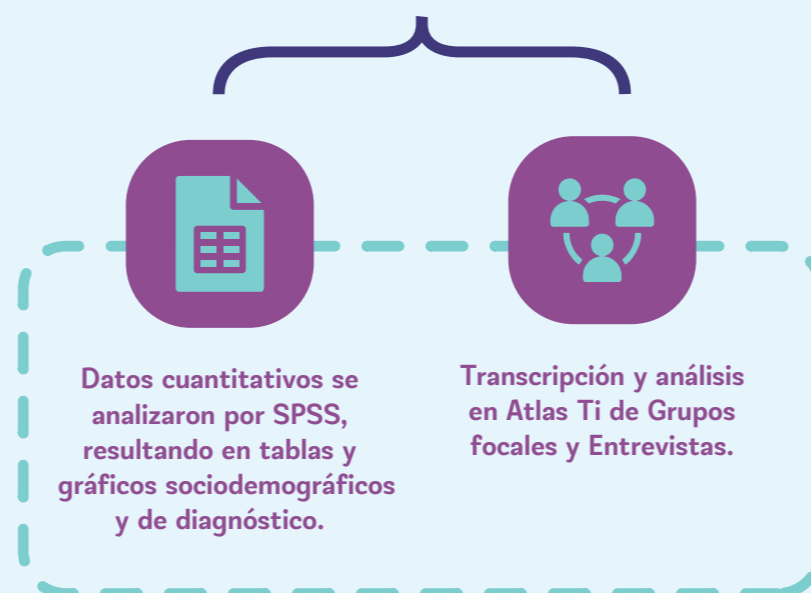 Datos cuantitativos se
analizaron por SPSS,
resultando en tablas y
gráficos sociodemográficos
y de diagnóstico.
Transcripción y análisis
en Atlas Ti de Grupos
focales y Entrevistas.